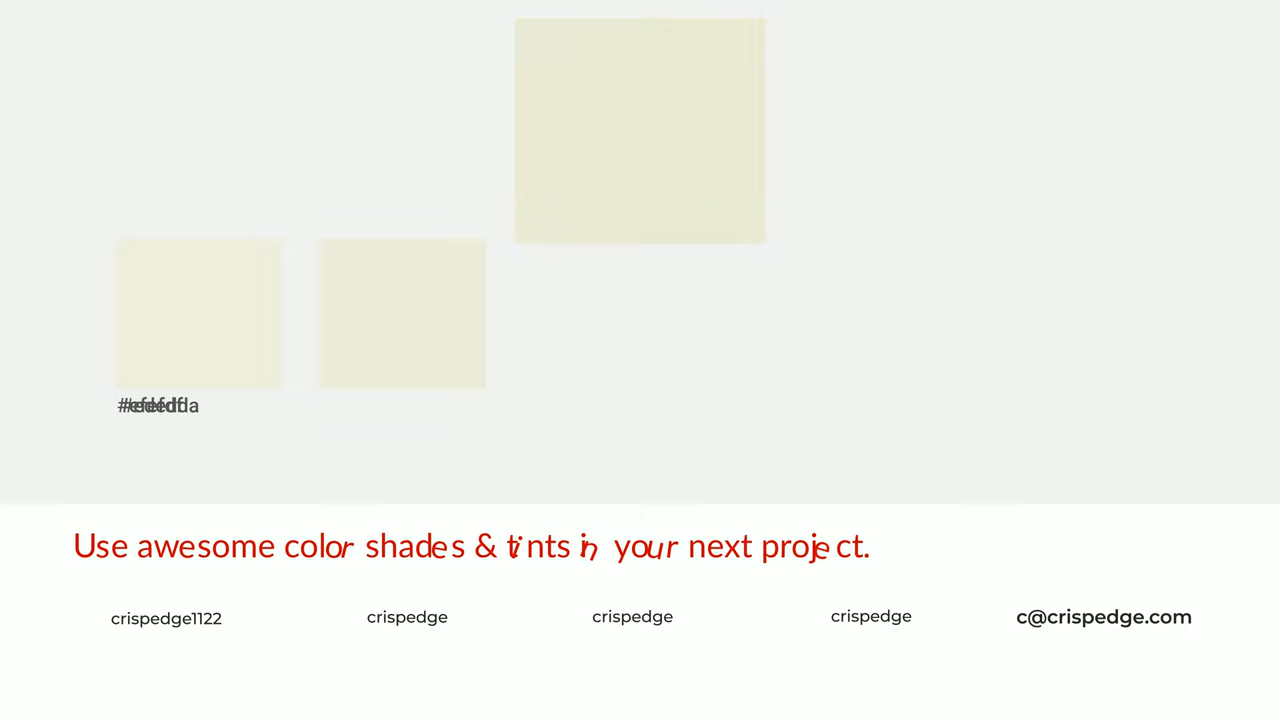 Use awesome color shades & tints in your next project.
crispedge1122 crispedge crispedge crispedge c@crispedge.com